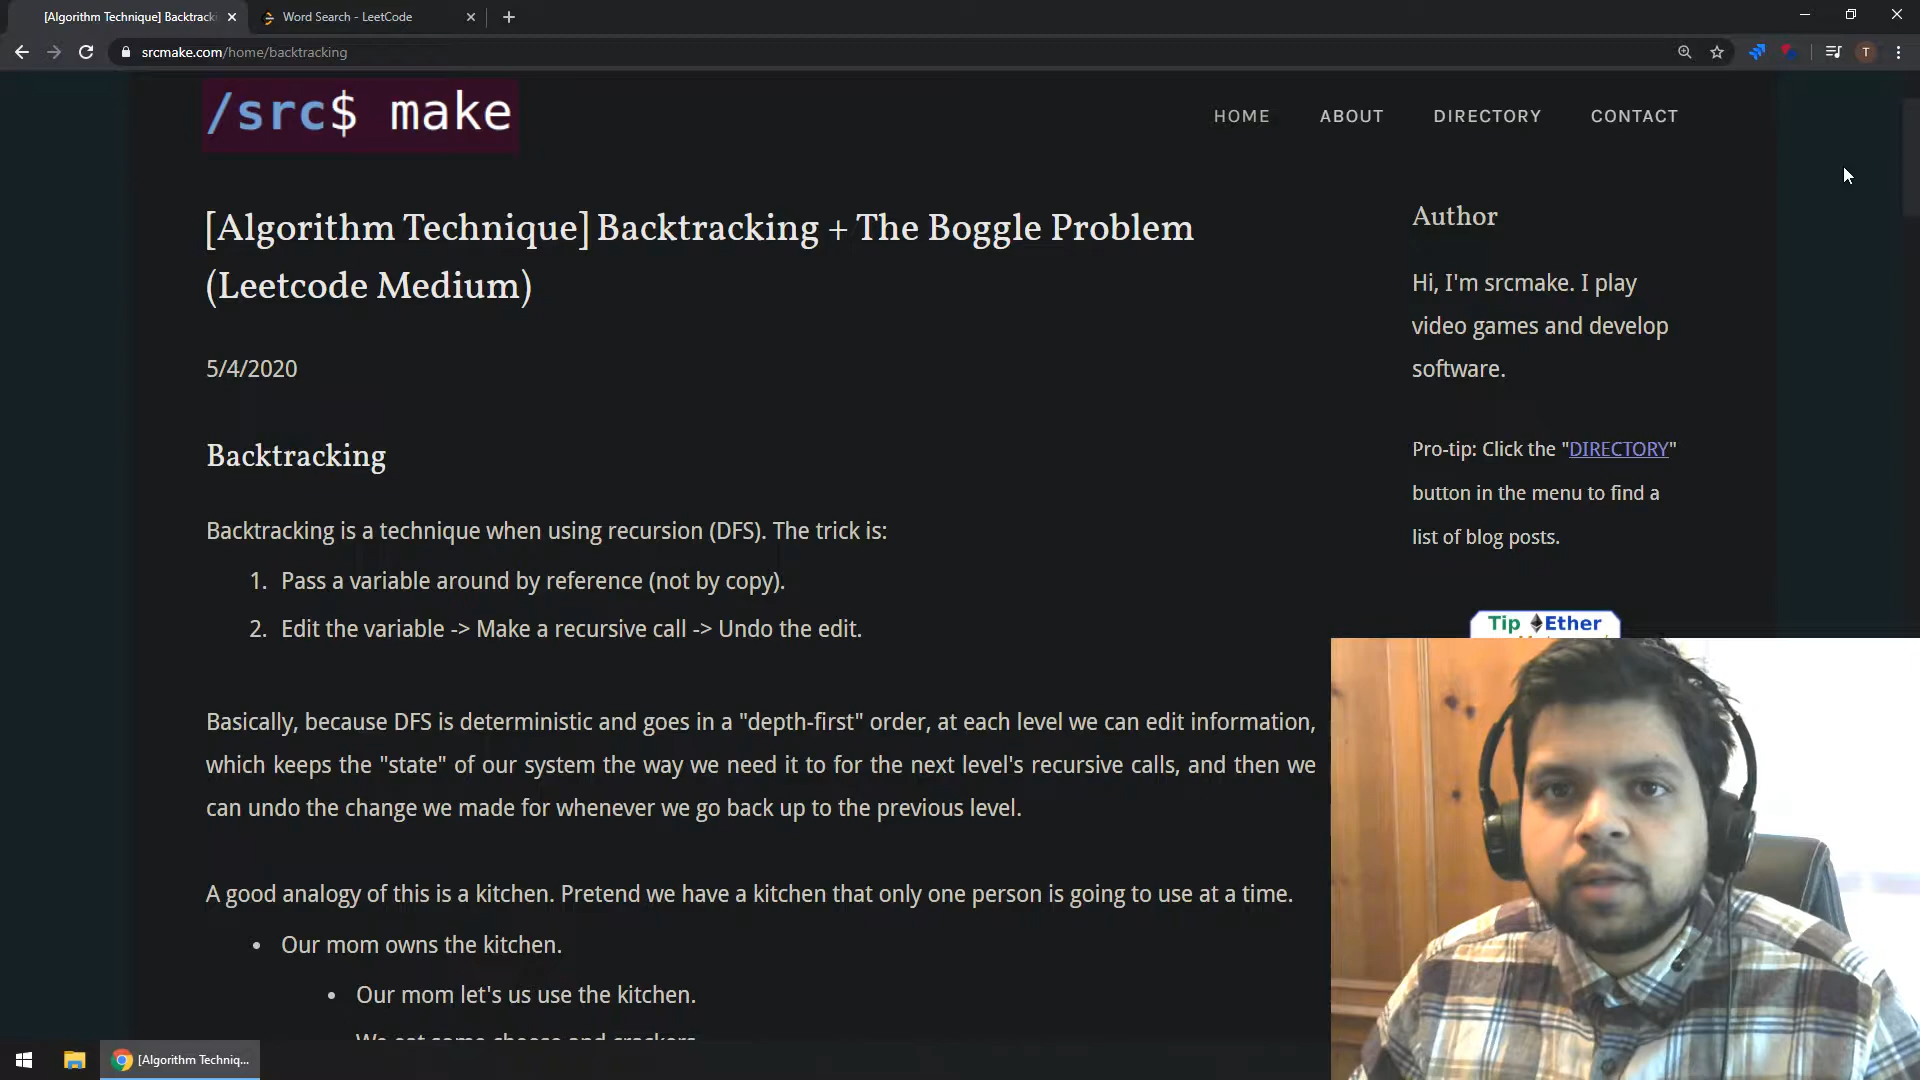 [Algorithm Technique] Backtracki
Word Search - LeetCode
srcmake.com/home/backtracking
T
/src$ make
HOME
ABOUT
DIRECTORY
CONTACT
[Algorithm Technique] Backtracking + The Boggle Problem
(Leetcode Medium)
5/4/2020
Backtracking
Backtracking is a technique when using recursion (DFS). The trick is:
1. Pass a variable around by reference (not by copy).
2. Edit the variable -> Make a recursive call -> Undo the edit.
Basically, because DFS is deterministic and goes in a "depth-first" order, at each level we can edit information,
which keeps the "state" of our system the way we need it to for the next level's recursive calls, and then we
can undo the change we made for whenever we go back up to the previous level.
A good analogy of this is a kitchen. Pretend we have a kitchen that only one person is going to use at a time.
• Our mom owns the kitchen.
• Our mom let's us use the kitchen.
We eat some cheese and crackers
Author
Hi, I'm srcmake. I play
video games and develop
software.
Pro-tip: Click the "DIRECTORY"
button in the menu to find a
list of blog posts.
Tip Ether
[Algorithm Techniq...